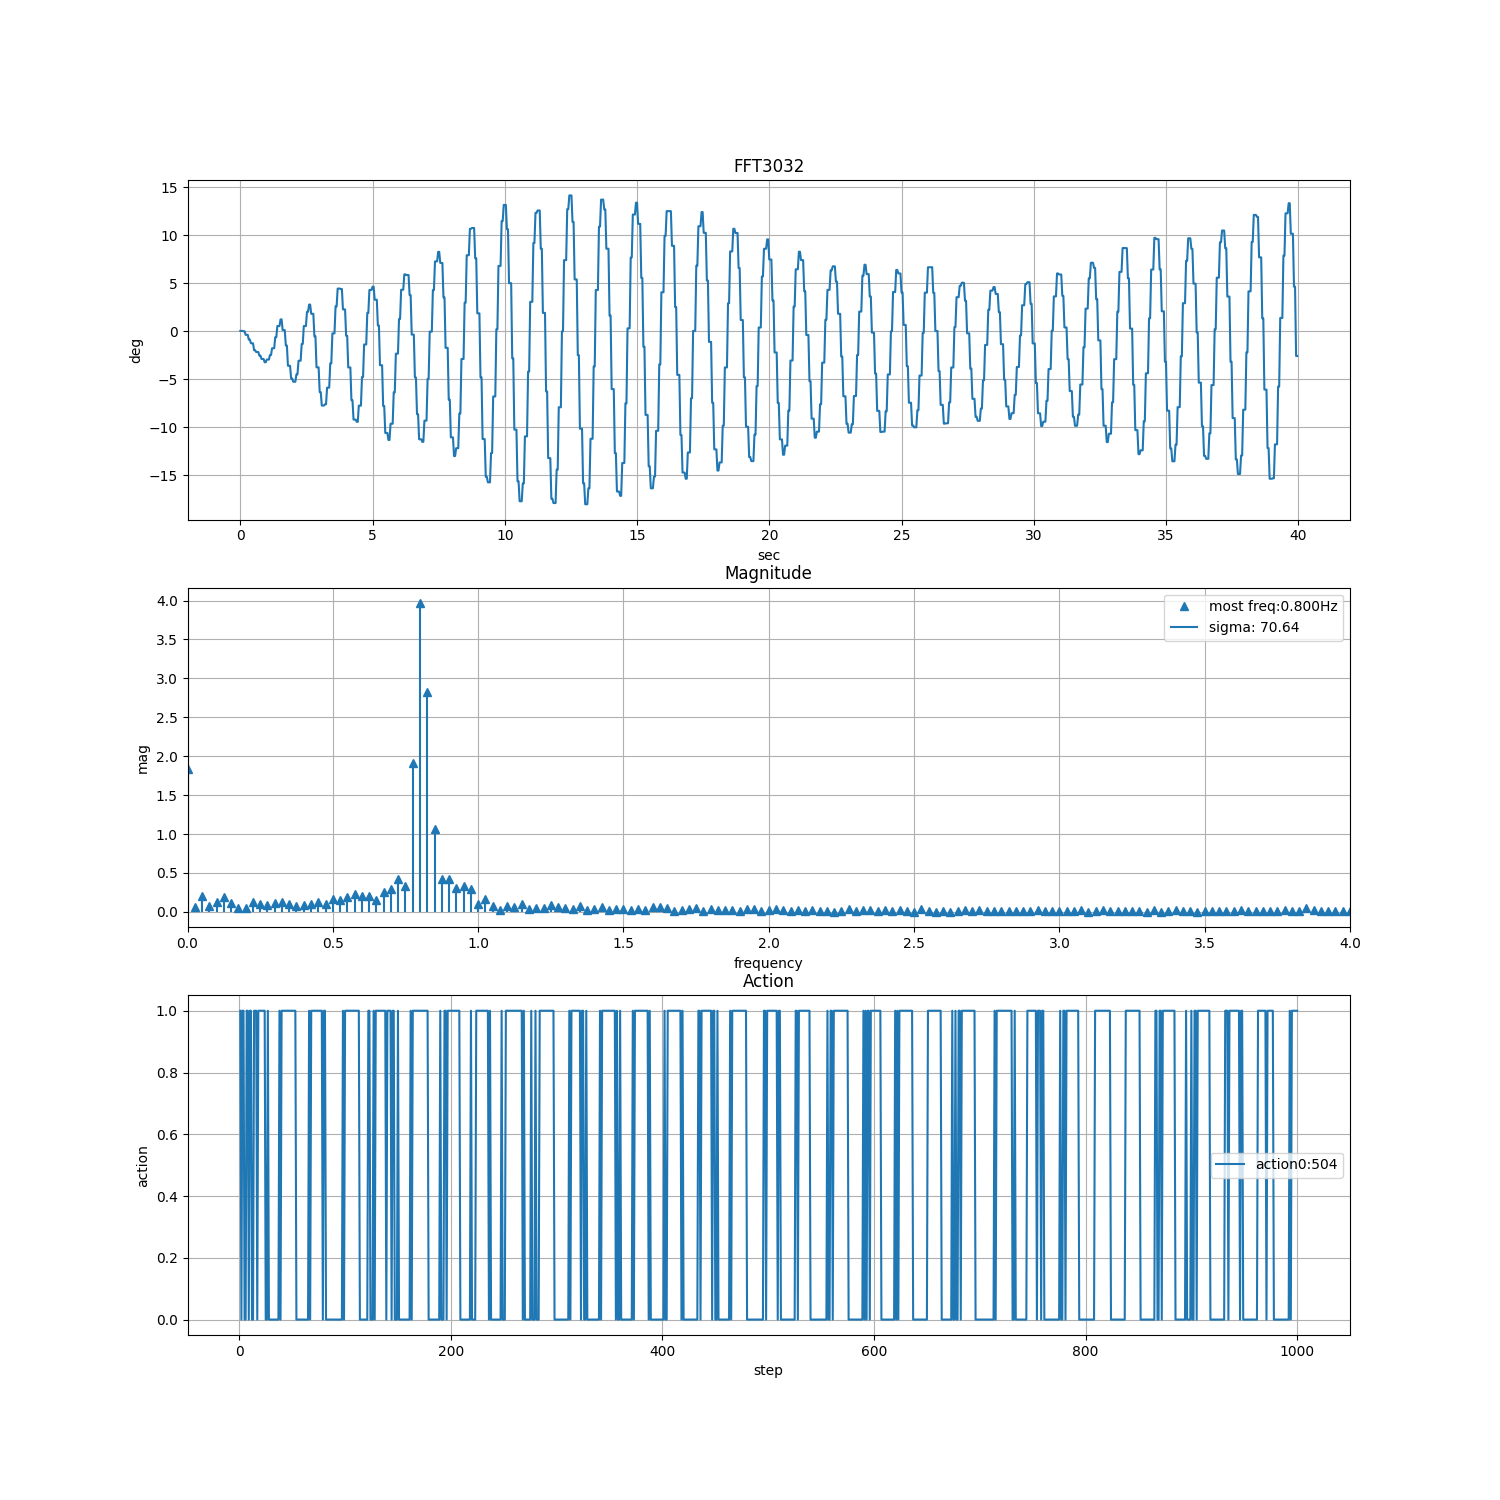 FFT3032
15
10
5
0
−5
−10
−15
deg
0 5 10 15 20 25 30 35 40
sec
Magnitude
4.0
3.5
3.0
2.5
2.0
1.5
1.0
0.5
0.0
mag
most freq:0.800Hz
sigma: 70.64
0.0 0.5 1.0 1.5 2.0 2.5 3.0 3.5 4.0
frequency
Action
1.0
0.8
0.6
0.4
0.2
0.0
action
action0:504
0 200 400 600 800 1000
step